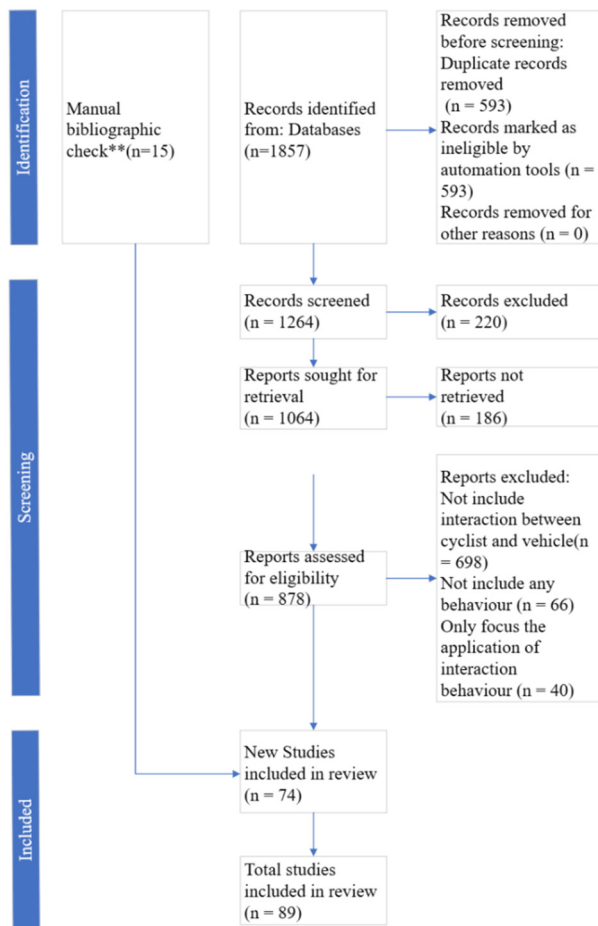 Identification
Manual
bibliographic
check**(n=15)
Records identified
from: Databases
(n=1857)
Records removed
before screening:
Duplicate records
removed
(n = 593)
Records marked as
ineligible by
automation tools (n =
593)
Records removed for
other reasons (n = 0)
Screening
Records screened
(n = 1264)
Records excluded
(n = 220)
Reports sought for
retrieval
(n = 1064)
Reports not
retrieved
(n = 186)
Reports assessed
for eligibility
(n = 878)
Reports excluded:
Not include
interaction between
cyclist and vehicle(n
= 698)
Not include any
behaviour (n = 66)
Only focus the
application of
interaction
behaviour (n = 40)
Included
New Studies
included in review
(n = 74)
Total studies
included in review
(n = 89)